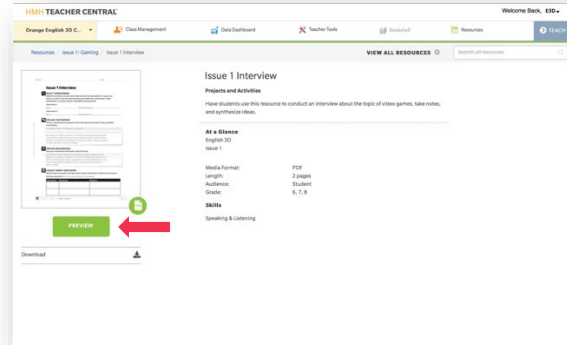 HMH TEACHER CENTRAL
Welcome Back, E3D
Orange English 3D C...
Class Management
Data Dashboard
Teacher Tools
Bookshelf
Resources
TEACH
Resources / Issue 1: Gaming / Issue 1 Interview
VIEW ALL RESOURCES
Search all resources
Issue 1 Interview
Projects and Activities
Have students use this resource to conduct an interview about the topic of video games, take notes,
and synthesize ideas.
At a Glance
English 3D
Issue 1
Media Format: PDF
Length: 2 pages
Audience: Student
Grade: 6, 7, 8
Skills
Speaking & Listening
Issue 1 Interview
PREVIEW
Download